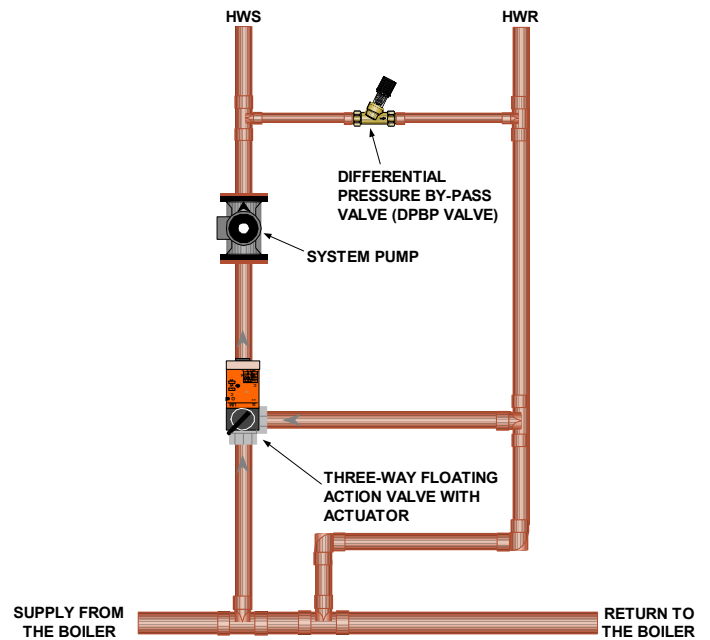 HWS
HWR
DIFFERENTIAL
PRESSURE BY-PASS
VALVE (DPBP VALVE)
SYSTEM PUMP
THREE-WAY FLOATING
ACTION VALVE WITH
ACTUATOR
SUPPLY FROM
THE BOILER
RETURN TO
THE BOILER